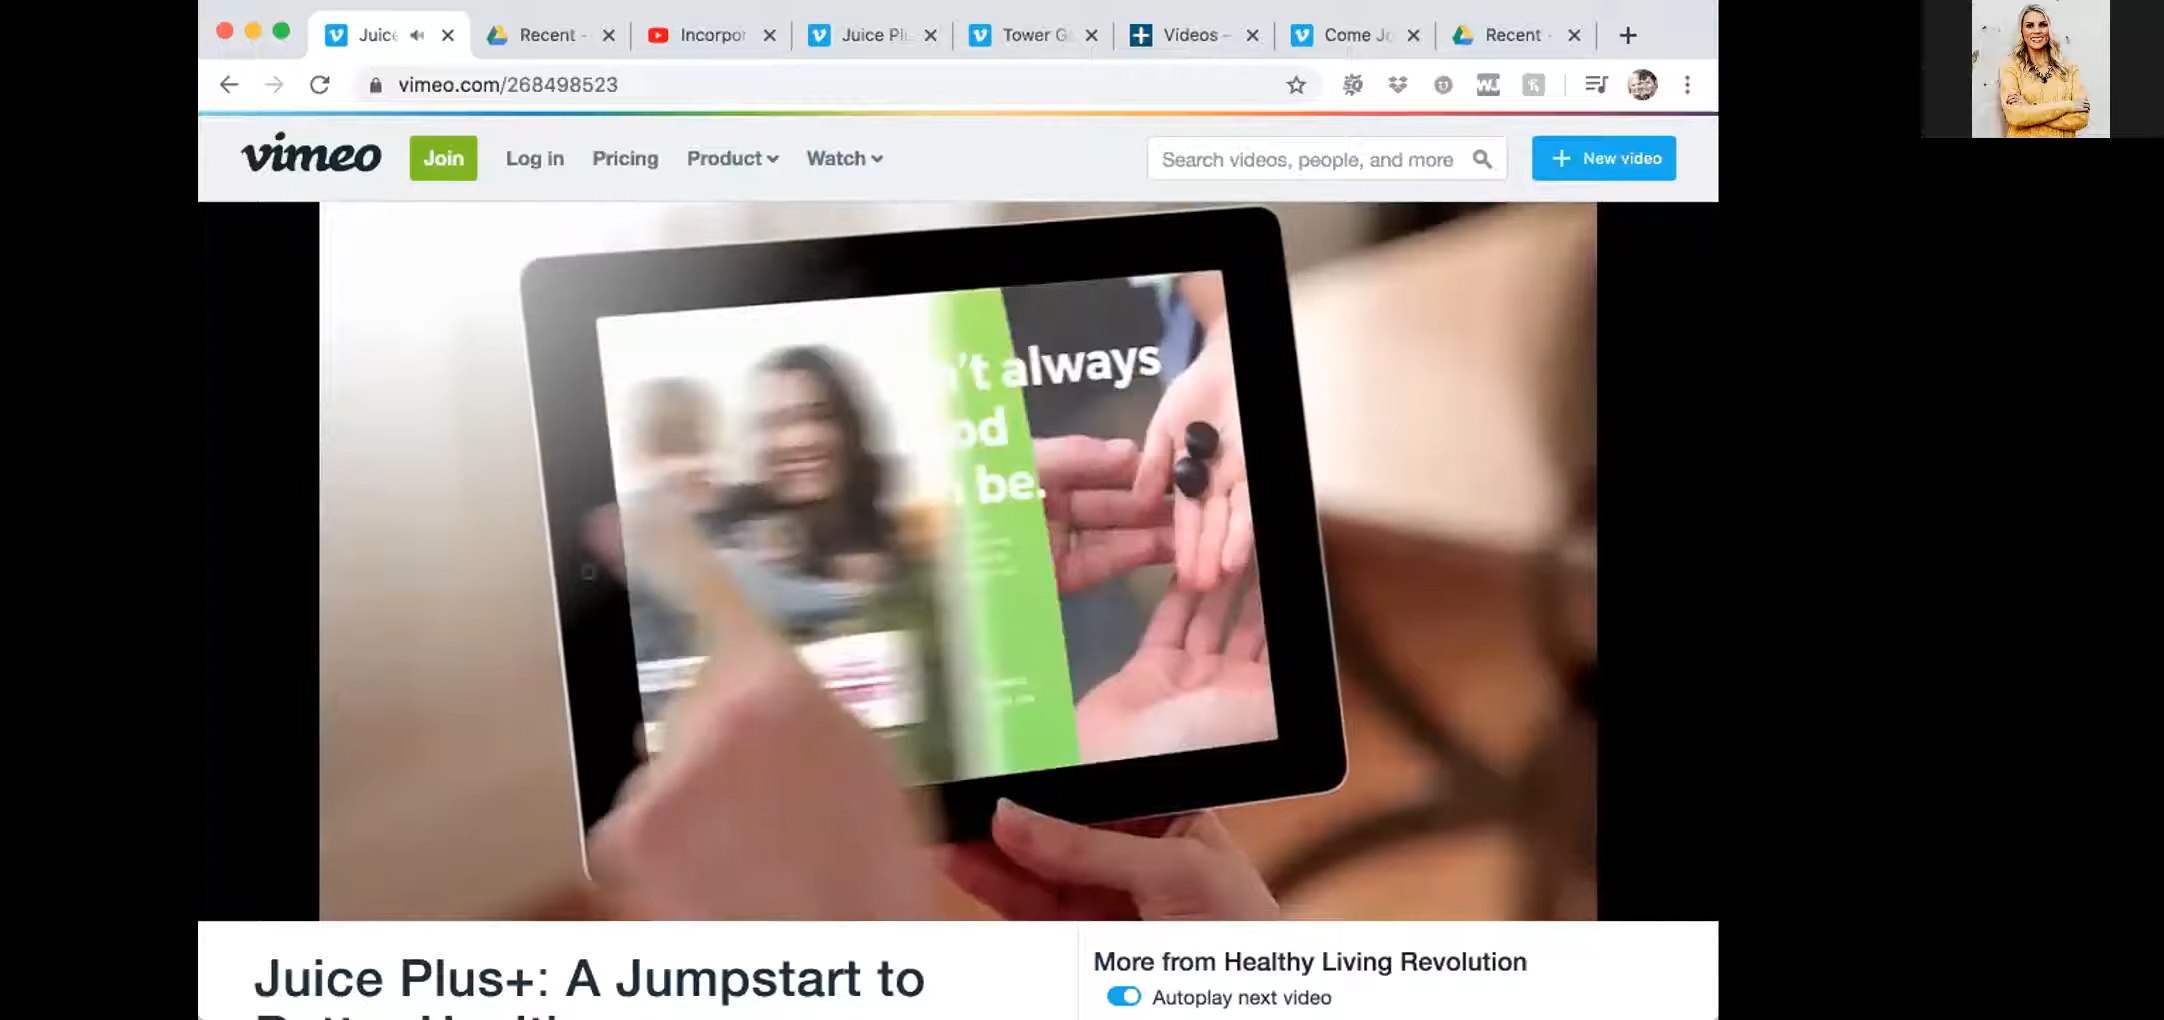 Juice
Recent -
Incorpor
Juice Pl
Tower G
Videos –
Come Jo
Recent -
vimeo.com/268498523
vimeo
Join
Log in
Pricing
Product
Watch
Search videos, people, and more
New video
't always
od
be.
Juice Plus+: A Jumpstart to
More from Healthy Living Revolution
Autoplay next video